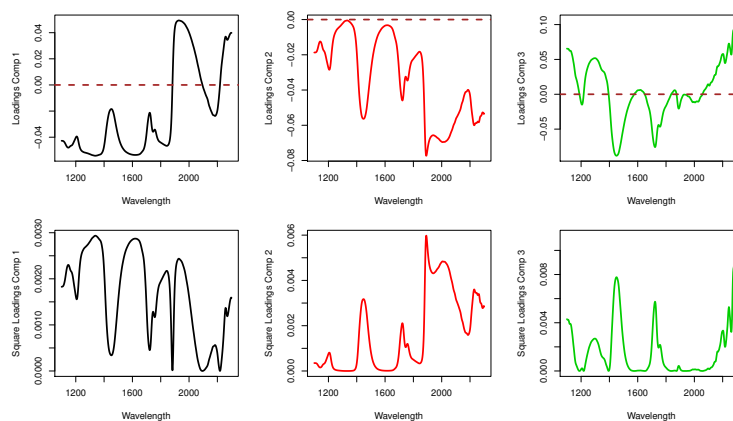 Loadings Comp 1
0.04
0.00
−0.04
1200 1600 2000
Wavelength
Loadings Comp 2
0.00
−0.02
−0.04
−0.06
−0.08
1200 1600 2000
Wavelength
Loadings Comp 3
0.10
0.05
0.00
−0.05
1200 1600 2000
Wavelength
Square Loadings Comp 1
0.0030
0.0020
0.0010
0.0000
1200 1600 2000
Wavelength
Square Loadings Comp 2
0.006
0.004
0.002
0.000
1200 1600 2000
Wavelength
Square Loadings Comp 3
0.008
0.004
0.000
1200 1600 2000
Wavelength